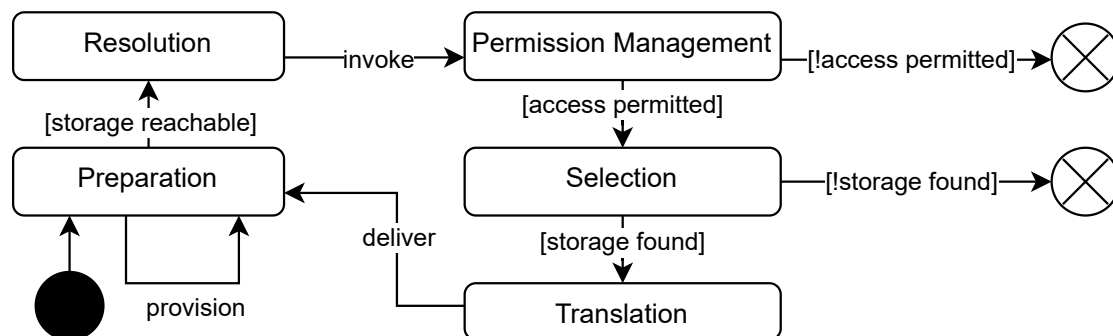 Resolution
invoke
Permission Management
[!access permitted]
[storage reachable]
[access permitted]
Preparation
Selection
[!storage found]
deliver
[storage found]
provision
Translation